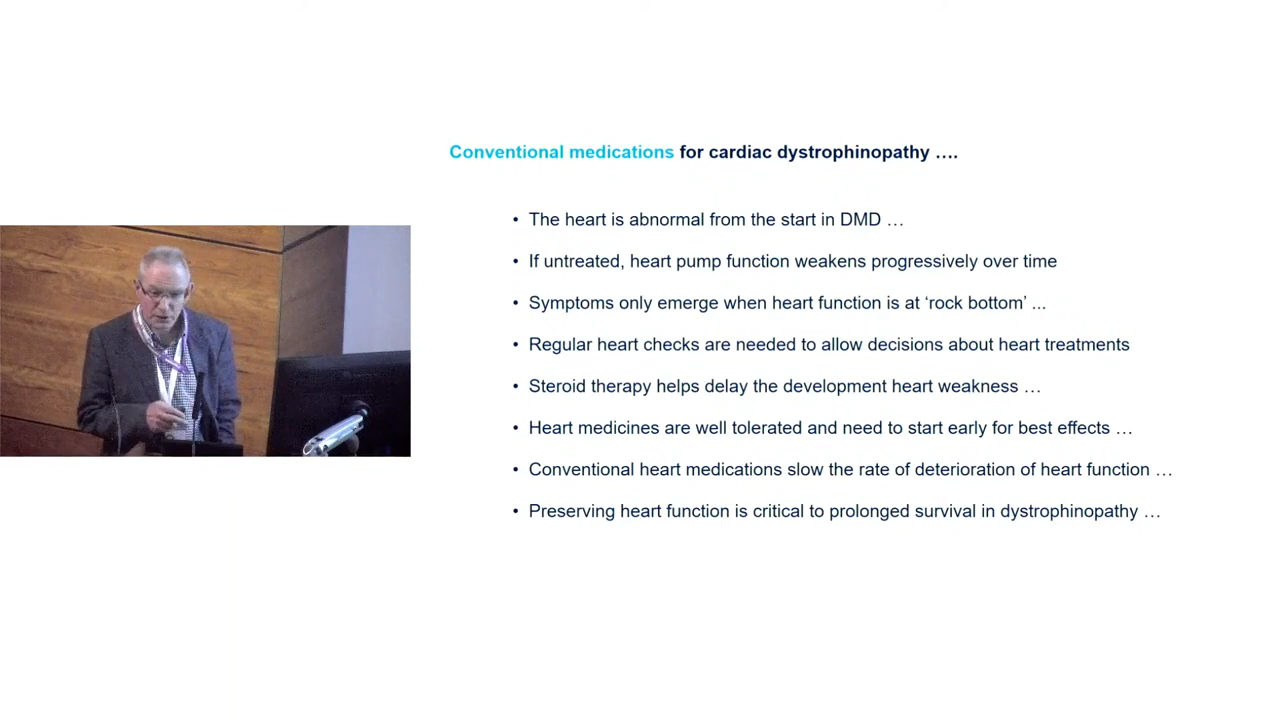 Conventional medications for cardiac dystrophinopathy ....
• The heart is abnormal from the start in DMD …
• If untreated, heart pump function weakens progressively over time
• Symptoms only emerge when heart function is at ‘rock bottom’ ...
• Regular heart checks are needed to allow decisions about heart treatments
• Steroid therapy helps delay the development heart weakness …
• Heart medicines are well tolerated and need to start early for best effects …
• Conventional heart medications slow the rate of deterioration of heart function …
• Preserving heart function is critical to prolonged survival in dystrophinopathy …